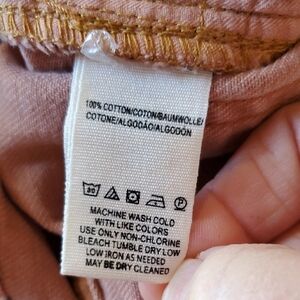 100% COTTON/COTON/BAUMWOLLE/
COTONE/ALGODÃO/ALGODÓN
MACHINE WASH COLD
WITH LIKE COLORS
USE ONLY NON-CHLORINE
BLEACH TUMBLE DRY LOW
LOW IRON AS NEEDED
MAY BE DRY CLEANED